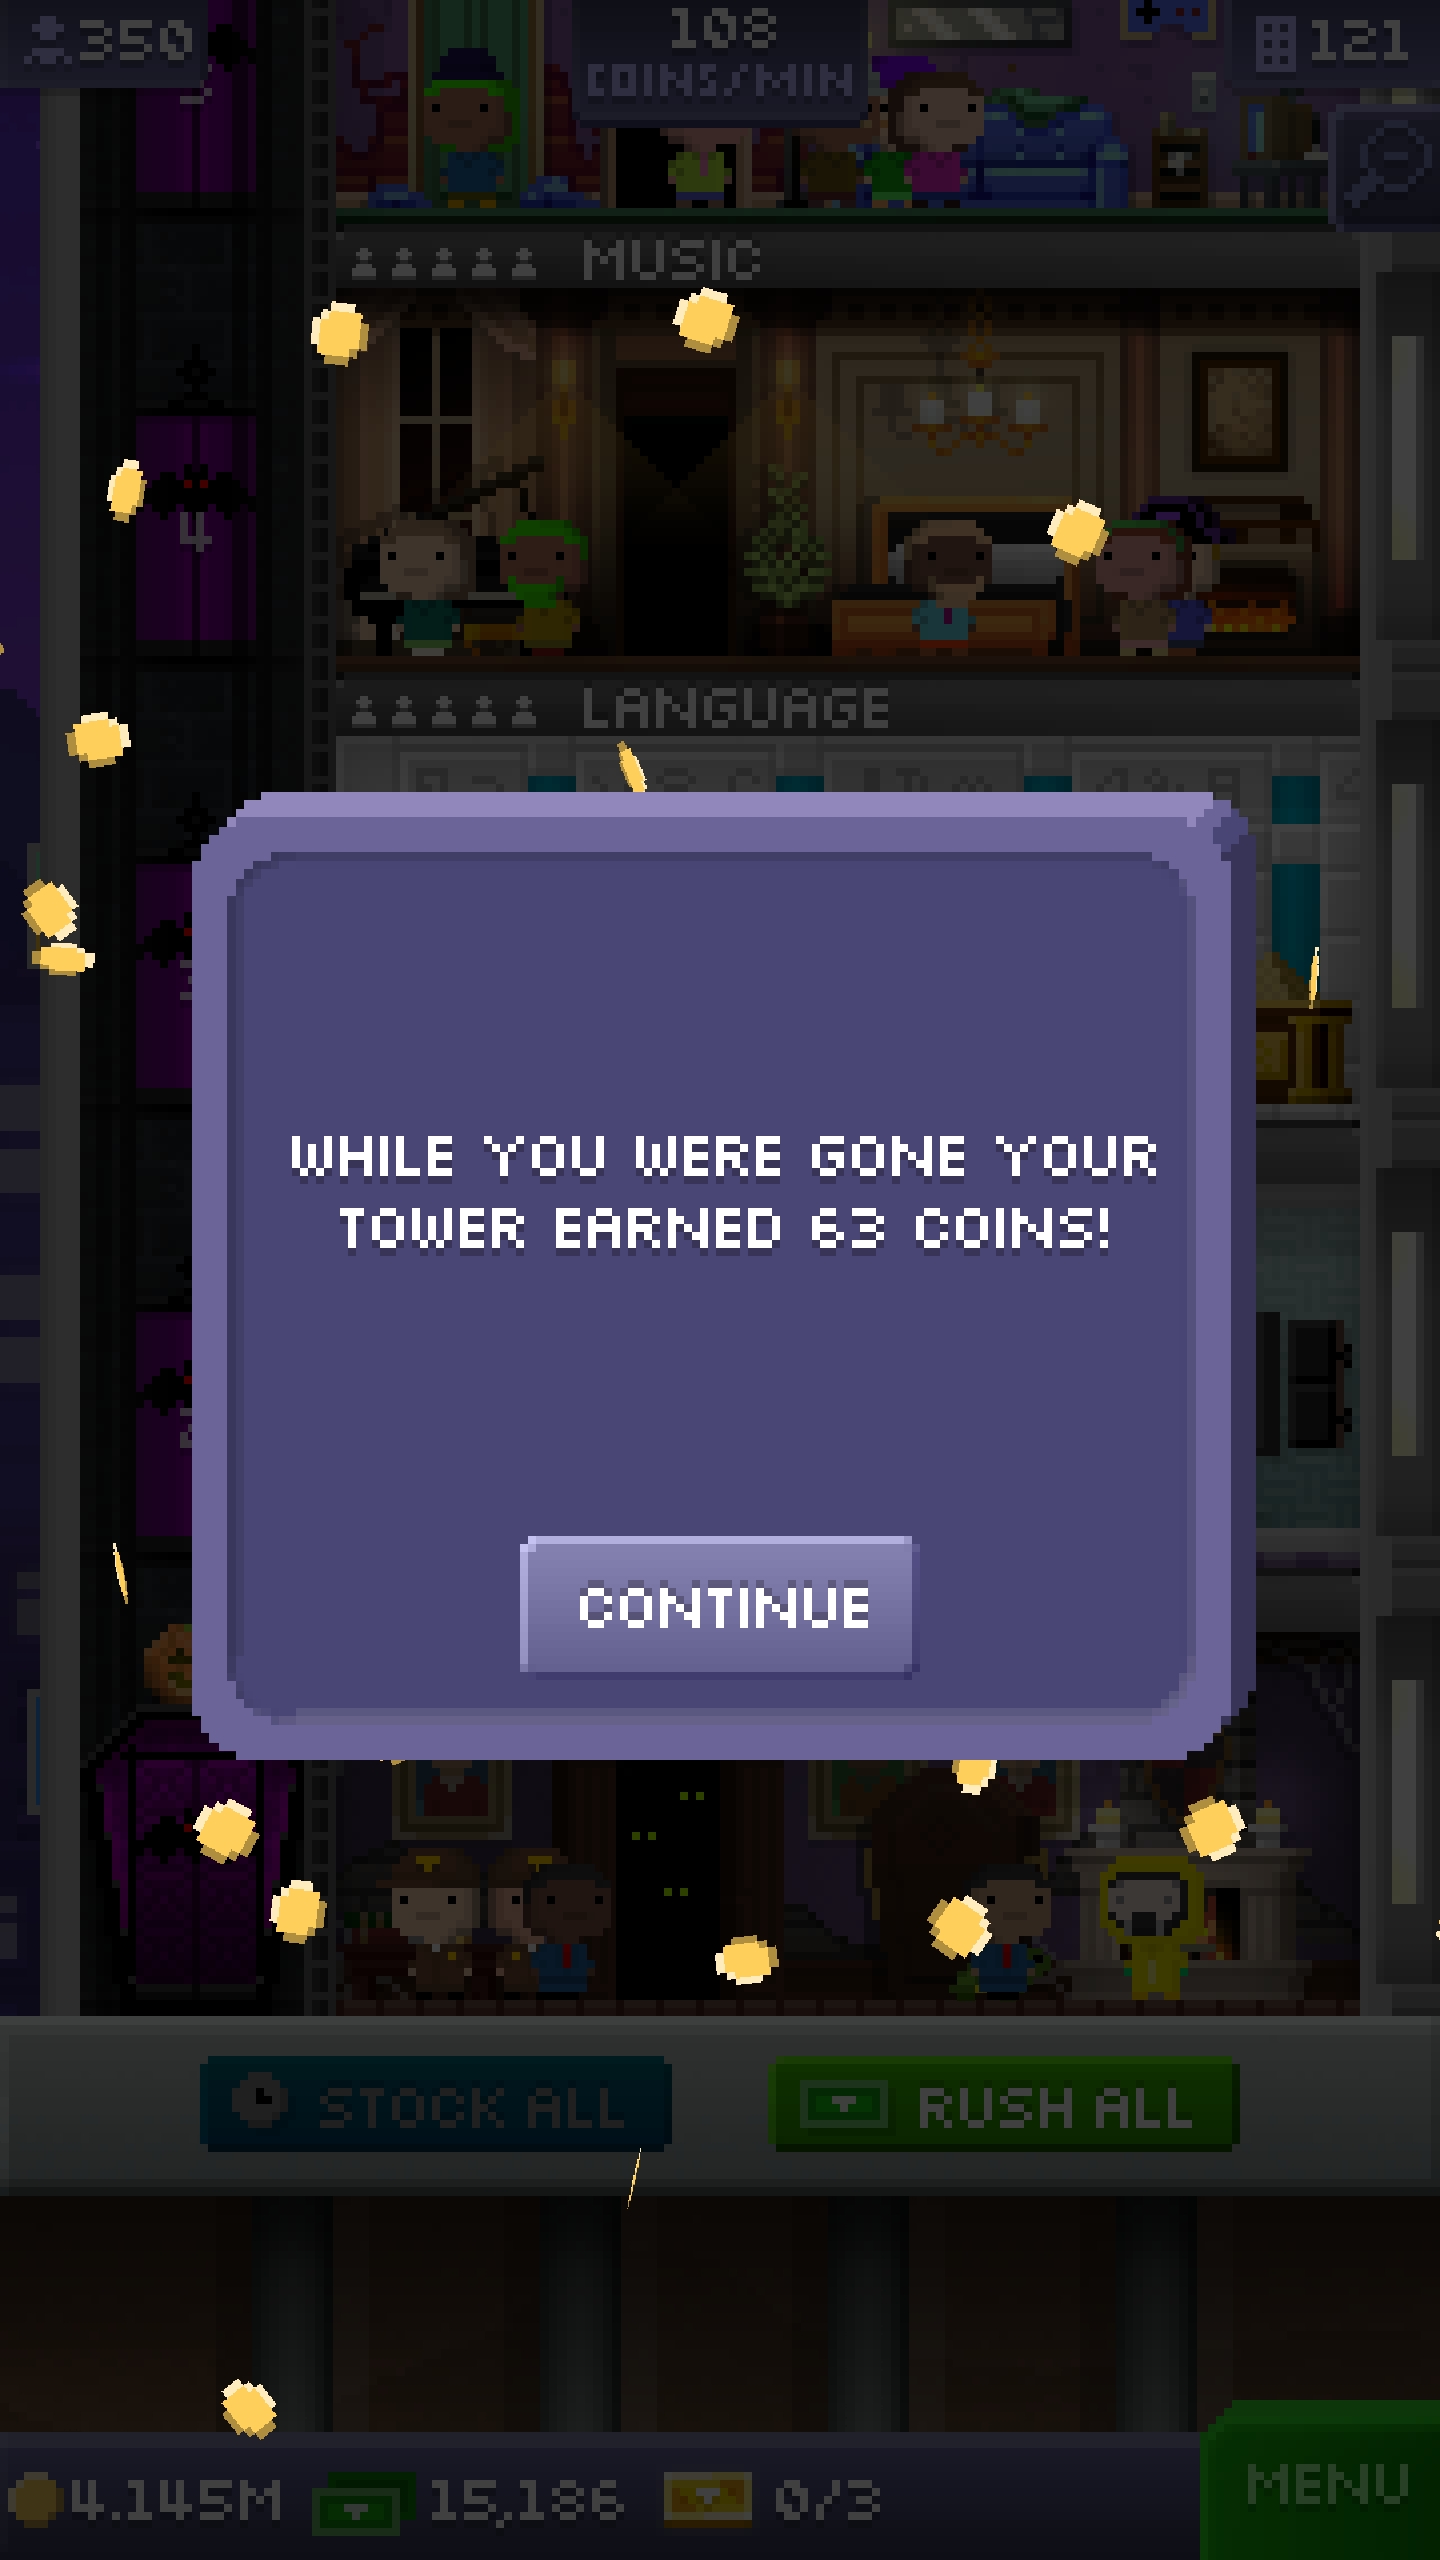 350
108
COINS/MIN
121
MUSIC
4
LANGUAGE
WHILE YOU WERE GONE YOUR
TOWER EARNED 63 COINS!
CONTINUE
STOCK ALL
RUSH ALL
4.145M
15,186
0/3
MENU